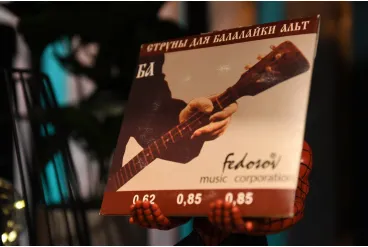 СТРУНЫ ДЛЯ БАЛАЛАЙКИ АЛЬТ
БА
Fedosov
music corporation
0,62 0,85 0,85